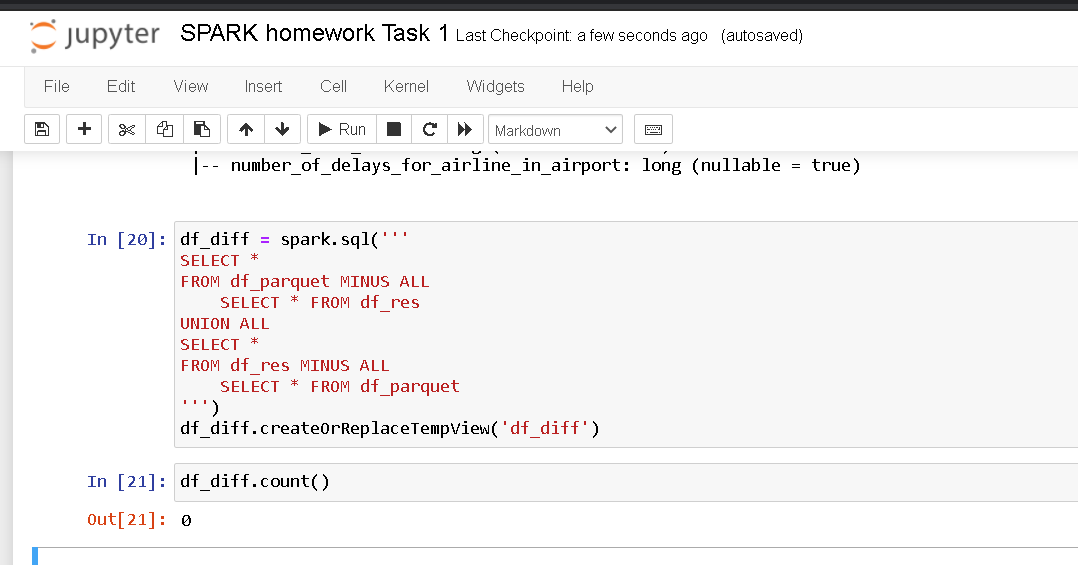 jupyter SPARK homework Task 1 Last Checkpoint: a few seconds ago (autosaved)
File Edit View Insert Cell Kernel Widgets Help
Run Markdown
|-- number_of_delays_for_airline_in_airport: long (nullable = true)
In [20]: df_diff = spark.sql('''
SELECT *
FROM df_parquet MINUS ALL
    SELECT * FROM df_res
UNION ALL
SELECT *
FROM df_res MINUS ALL
    SELECT * FROM df_parquet
''')
df_diff.createOrReplaceTempView('df_diff')
In [21]: df_diff.count()
Out[21]: 0